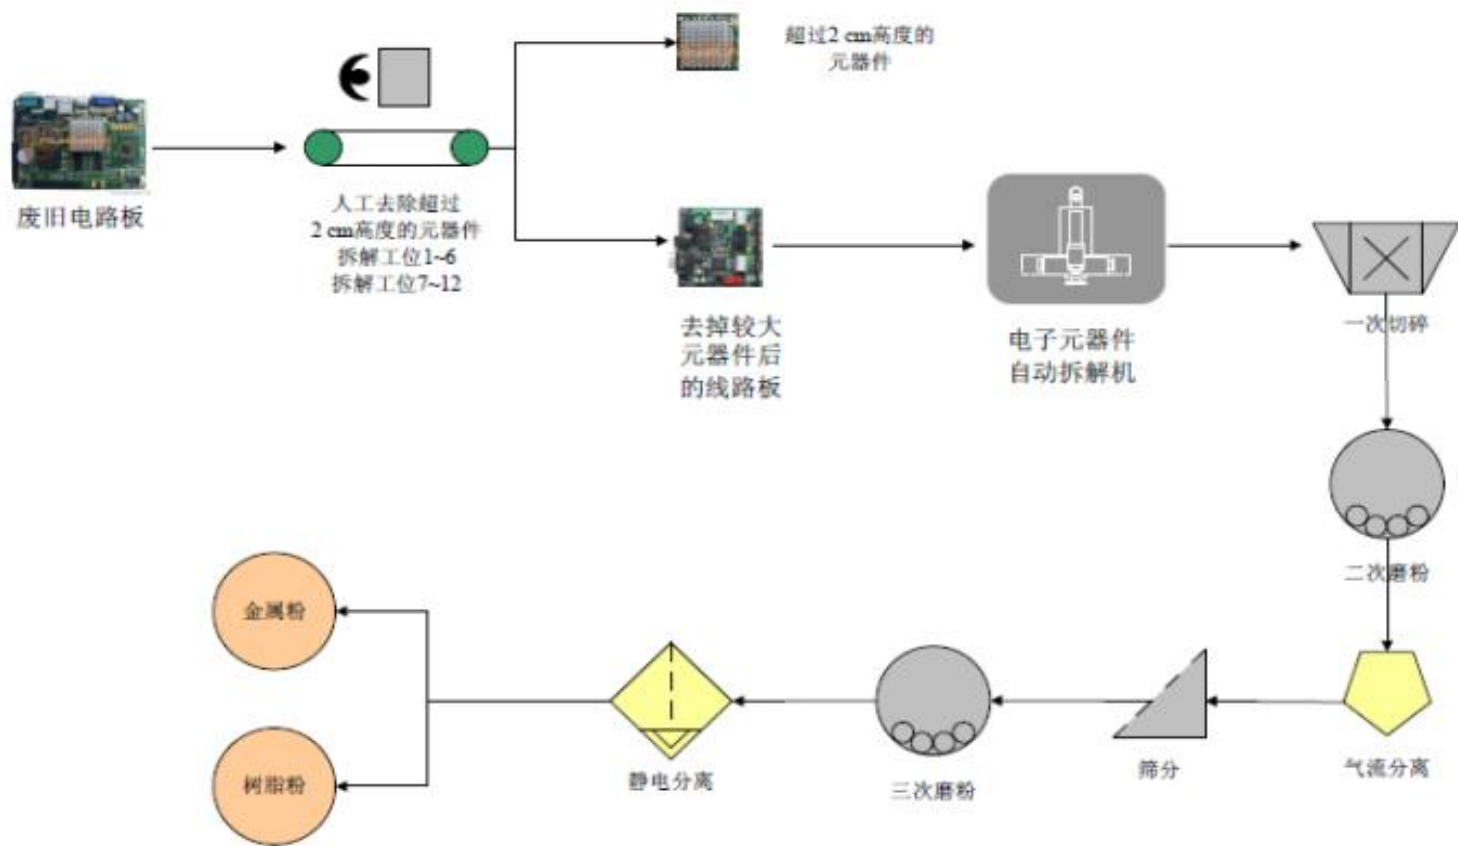 废旧电路板
人工去除超过
2 cm高度的元器件
拆解工位1~6
拆解工位7~12
超过2 cm高度的
元器件
去掉较大
元器件后
的线路板
电子元器件
自动拆解机
一次切碎
二次磨粉
气流分离
筛分
三次磨粉
静电分离
金属粉
树脂粉